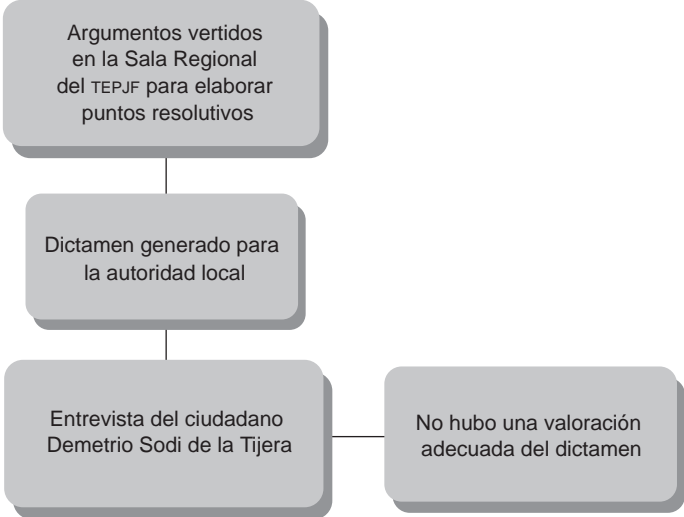 Argumentos vertidos
en la Sala Regional
del TEPJF para elaborar
puntos resolutivos
Dictamen generado para
la autoridad local
Entrevista del ciudadano
Demetrio Sodi de la Tijera
No hubo una valoración
adecuada del dictamen